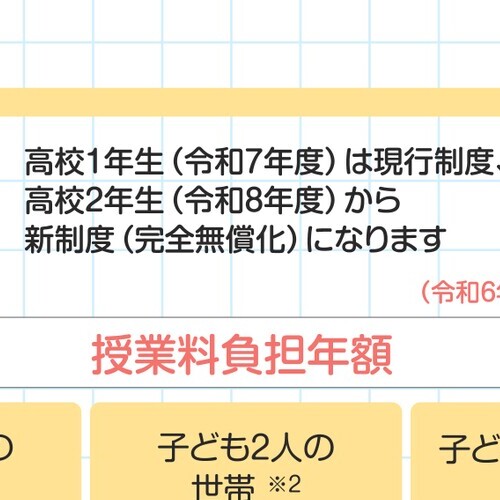 高校1年生（令和7年度）は現行制度、
高校2年生（令和8年度）から
新制度（完全無償化）になります
（令和6
授業料負担年額
の
子ども2人の
世帯 ※2
子ど